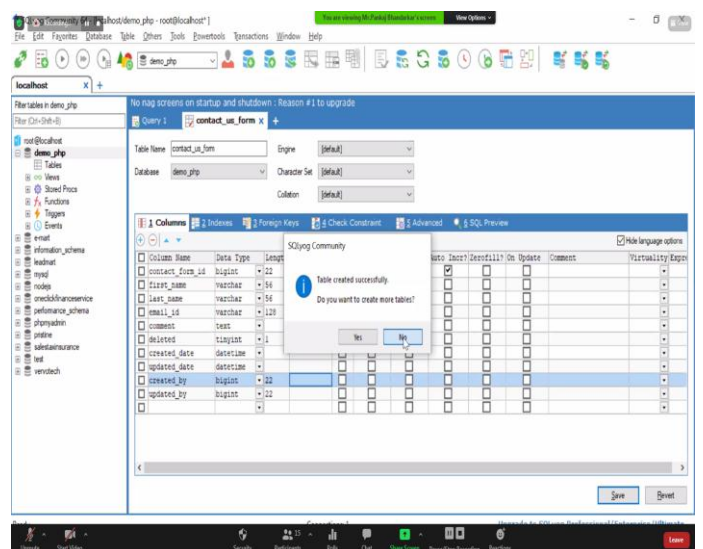 localhost/demo_php - root@localhost* ]
You are viewing Mr.Pankaj Bhandarkar's screen View Options
File Edit Favorites Database Table Others Tools Powertools Transactions Window Help
demo_php
localhost X +
Filter tables in demo_php
Filter (Ctrl+Shift+B)
root@localhost
demo_php
Tables
Views
Stored Procs
Functions
Triggers
Events
e-mart
information_schema
leadmart
mysql
nodejs
oneclickfinanceservice
performance_schema
phpmyadmin
pristine
salestaxinsurance
test
vervotech
No nag screens on startup and shutdown : Reason #1 to upgrade
Query 1 contact_us_form x +
Table Name contact_us_form Engine [default]
Database demo_php Character Set [default]
Collation [default]
1 Columns 2 Indexes 3 Foreign Keys 4 Check Constraint 5 Advanced 6 SQL Preview
Hide language options
Column Name Data Type Lengt Auto Incr? Zerofill? On Update Comment Virtuality Expre
contact_form_id bigint 22
first_name varchar 56
last_name varchar 56
email_id varchar 128
comment text
deleted tinyint 1
created_date datetime
updated_date datetime
created_by bigint 22
updated_by bigint 22
SQLyog Community
Table created successfully.
Do you want to create more tables?
Yes No
Save Revert
15
Leave